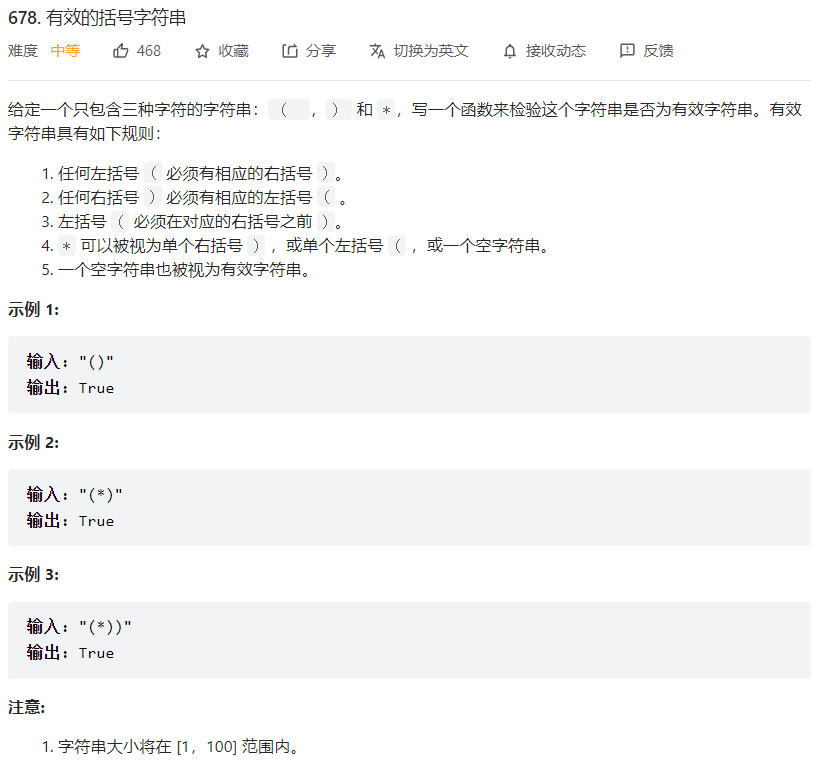 678. 有效的括号字符串
难度 中等 468 收藏 分享 切换为英文 接收动态 反馈
给定一个只包含三种字符的字符串：（ ，） 和 *，写一个函数来检验这个字符串是否为有效字符串。有效
字符串具有如下规则：
1. 任何左括号 （ 必须有相应的右括号 ）。
2. 任何右括号 ） 必须有相应的左括号 （ 。
3. 左括号 （ 必须在对应的右括号之前 ）。
4. * 可以被视为单个右括号 ） ，或单个左括号 （ ，或一个空字符串。
5. 一个空字符串也被视为有效字符串。
示例 1:
输入: "()"
输出: True
示例 2:
输入: "(*)"
输出: True
示例 3:
输入: "(*))"
输出: True
注意:
1. 字符串大小将在 [1，100] 范围内。